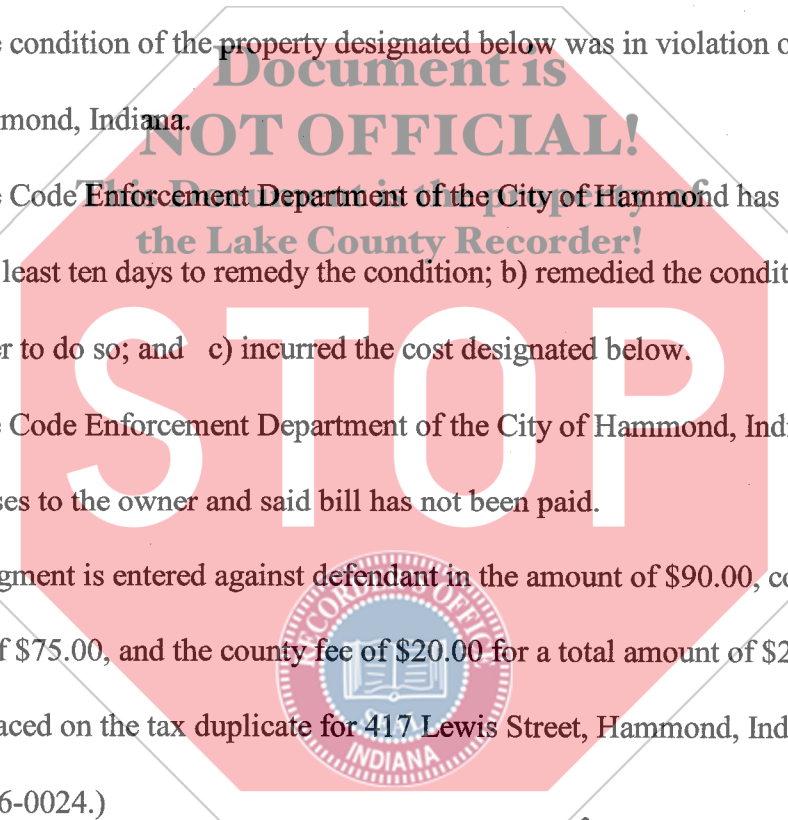 condition of the property designated below was in violation o
Document is
mond, Indiana.
NOT OFFICIAL!
Code Enforcement Department of the City of Hammond has
This Document is the property of
the Lake County Recorder!
least ten days to remedy the condition; b) remedied the condit
r to do so; and c) incurred the cost designated below.
STOP
Code Enforcement Department of the City of Hammond, Indi
ses to the owner and said bill has not been paid.
gment is entered against defendant in the amount of $90.00, co
RECORDER'S OFFICE
f $75.00, and the county fee of $20.00 for a total amount of $2
SEAL
aced on the tax duplicate for 417 Lewis Street, Hammond, Ind
INDIANA
6-0024.)